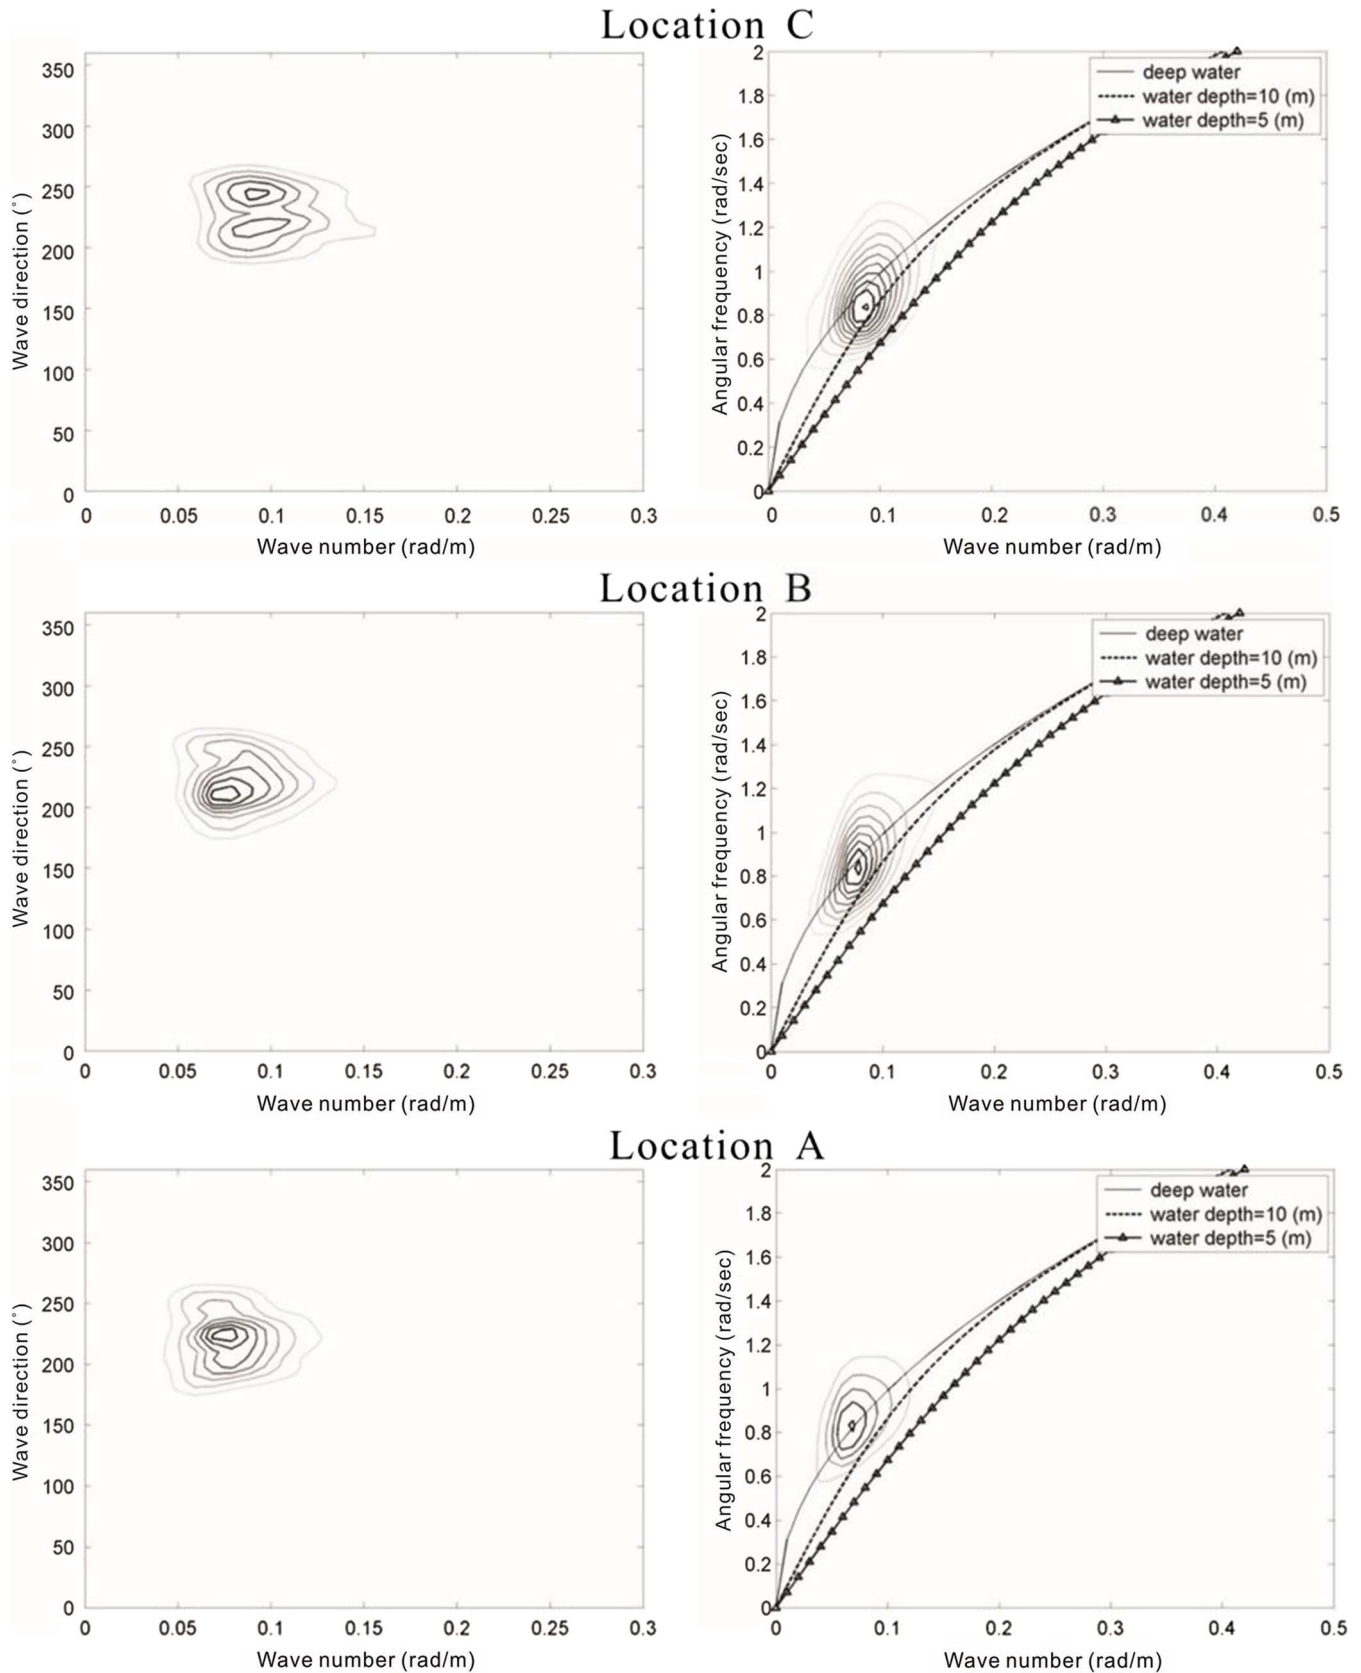 Location C
350
300
250
200
150
100
50
0
Wave direction (°)
0 0.05 0.1 0.15 0.2 0.25 0.3
Wave number (rad/m)
2
1.8
1.6
1.4
1.2
1
0.8
0.6
0.4
0.2
0
Angular frequency (rad/sec)
deep water
water depth=10 (m)
water depth=5 (m)
0 0.1 0.2 0.3 0.4 0.5
Wave number (rad/m)
Location B
350
300
250
200
150
100
50
0
Wave direction (°)
0 0.05 0.1 0.15 0.2 0.25 0.3
Wave number (rad/m)
2
1.8
1.6
1.4
1.2
1
0.8
0.6
0.4
0.2
0
Angular frequency (rad/sec)
deep water
water depth=10 (m)
water depth=5 (m)
0 0.1 0.2 0.3 0.4 0.5
Wave number (rad/m)
Location A
350
300
250
200
150
100
50
0
Wave direction (°)
0 0.05 0.1 0.15 0.2 0.25 0.3
Wave number (rad/m)
2
1.8
1.6
1.4
1.2
1
0.8
0.6
0.4
0.2
0
Angular frequency (rad/sec)
deep water
water depth=10 (m)
water depth=5 (m)
0 0.1 0.2 0.3 0.4 0.5
Wave number (rad/m)